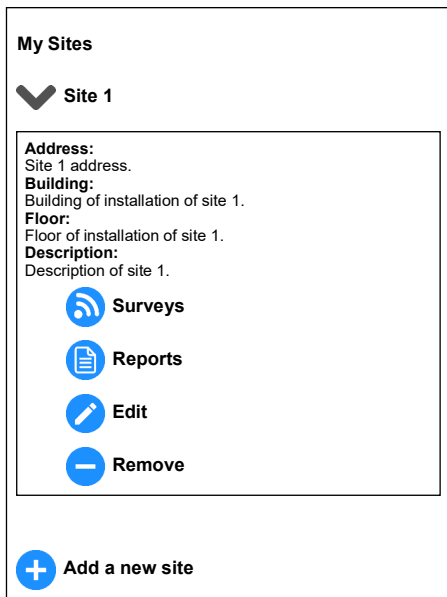 My Sites
Site 1
Address:
Site 1 address.
Building:
Building of installation of site 1.
Floor:
Floor of installation of site 1.
Description:
Description of site 1.
Surveys
Reports
Edit
Remove
Add a new site